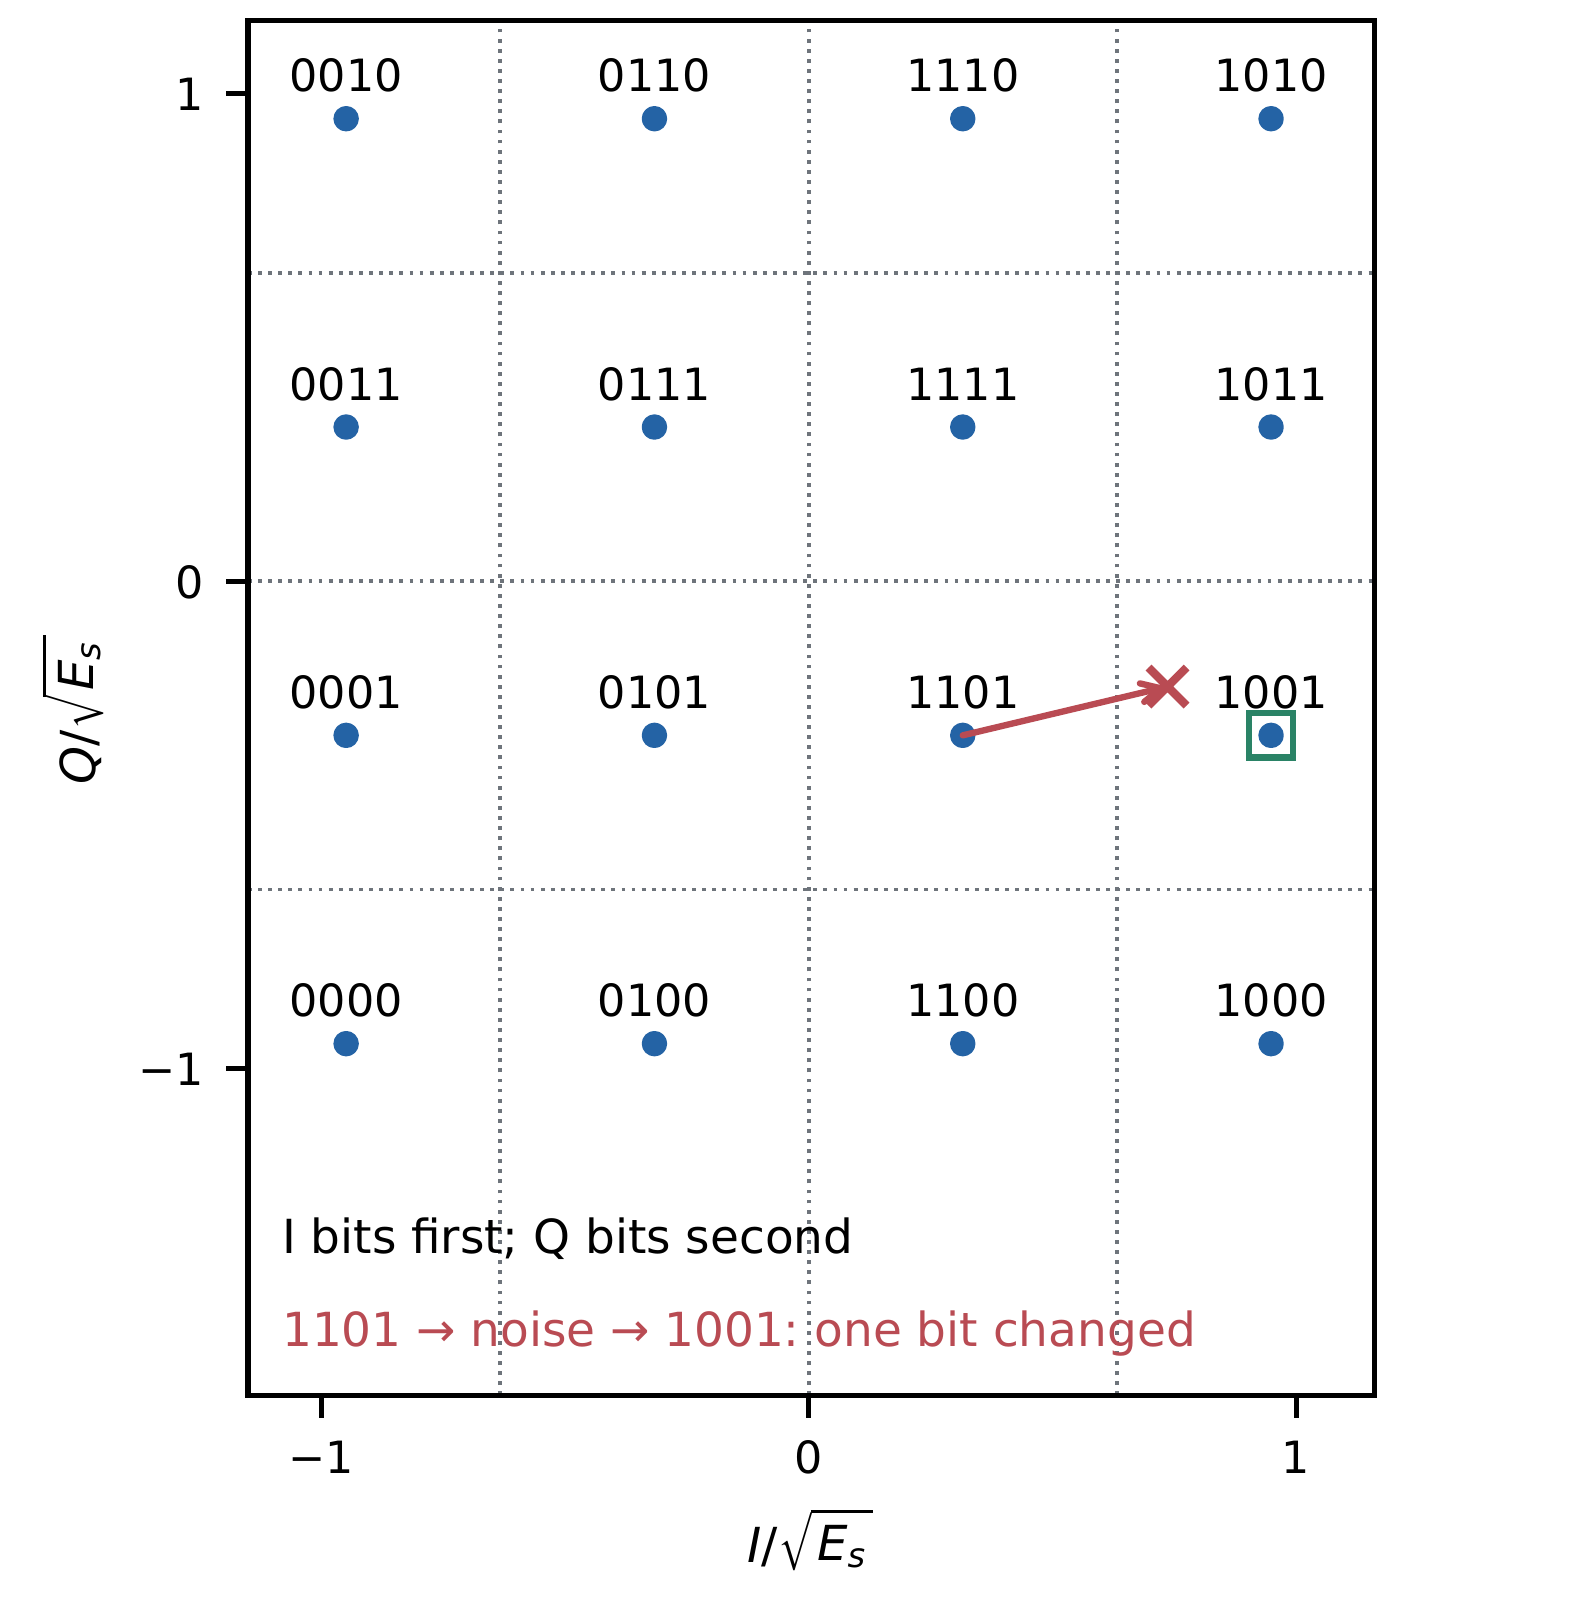 1
0010 0110 1110 1010
0011 0111 1111 1011
0
Q/√E_s
0001 0101 1101 1001
0000 0100 1100 1000
−1
I bits first; Q bits second
1101 → noise → 1001: one bit changed
−1 0 1
I/√E_s